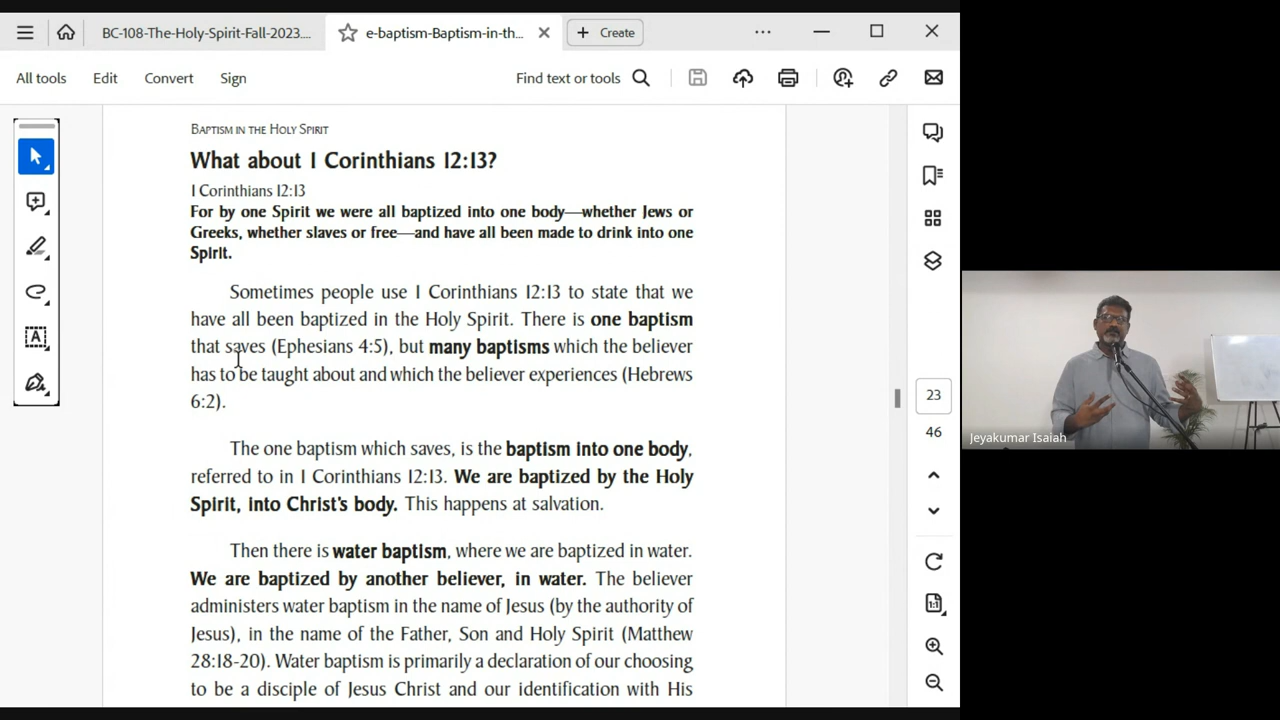 BC-108-The-Holy-Spirit-Fall-2023....
e-baptism-Baptism-in-th...
Create
All tools
Edit
Convert
Sign
Find text or tools
BAPTISM IN THE HOLY SPIRIT
What about 1 Corinthians 12:13?
1 Corinthians 12:13
For by one Spirit we were all baptized into one body—whether Jews or
Greeks, whether slaves or free—and have all been made to drink into one
Spirit.
Sometimes people use 1 Corinthians 12:13 to state that we
have all been baptized in the Holy Spirit. There is one baptism
that saves (Ephesians 4:5), but many baptisms which the believer
has to be taught about and which the believer experiences (Hebrews
6:2).
The one baptism which saves, is the baptism into one body,
referred to in 1 Corinthians 12:13. We are baptized by the Holy
Spirit, into Christ's body. This happens at salvation.
Then there is water baptism, where we are baptized in water.
We are baptized by another believer, in water. The believer
administers water baptism in the name of Jesus (by the authority of
Jesus), in the name of the Father, Son and Holy Spirit (Matthew
28:18-20). Water baptism is primarily a declaration of our choosing
to be a disciple of Jesus Christ and our identification with His
23
46
Jeyakumar Isaiah